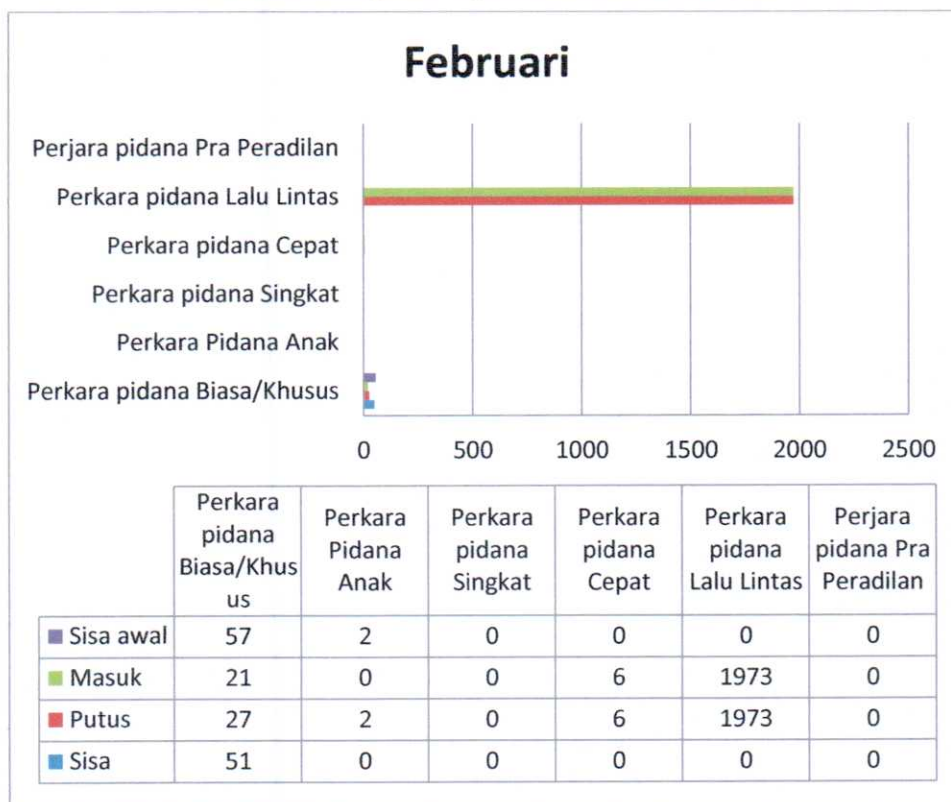 Februari
Perjara pidana Pra Peradilan
Perkara pidana Lalu Lintas
Perkara pidana Cepat
Perkara pidana Singkat
Perkara Pidana Anak
Perkara pidana Biasa/Khusus
0 500 1000 1500 2000 2500
Perkara pidana Biasa/Khus us Perkara Pidana Anak Perkara pidana Singkat Perkara pidana Cepat Perkara pidana Lalu Lintas Perjara pidana Pra Peradilan
Sisa awal 57 2 0 0 0 0
Masuk 21 0 0 6 1973 0
Putus 27 2 0 6 1973 0
Sisa 51 0 0 0 0 0